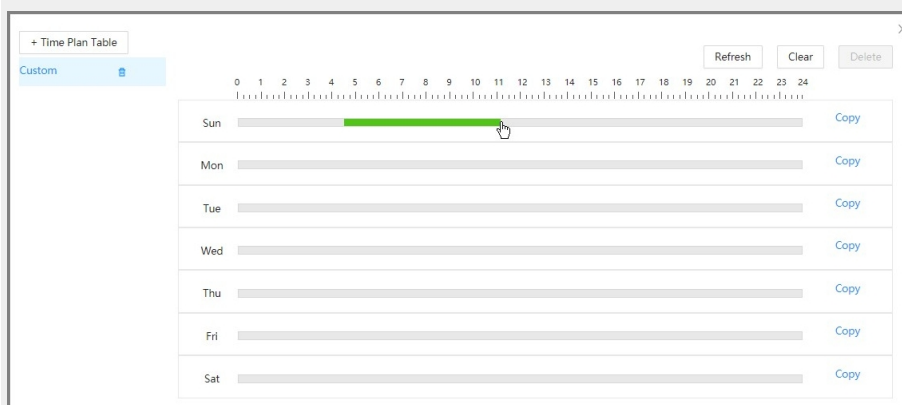 + Time Plan Table
Refresh Clear Delete
Custom
0 1 2 3 4 5 6 7 8 9 10 11 12 13 14 15 16 17 18 19 20 21 22 23 24
Sun Copy
Mon Copy
Tue Copy
Wed Copy
Thu Copy
Fri Copy
Sat Copy